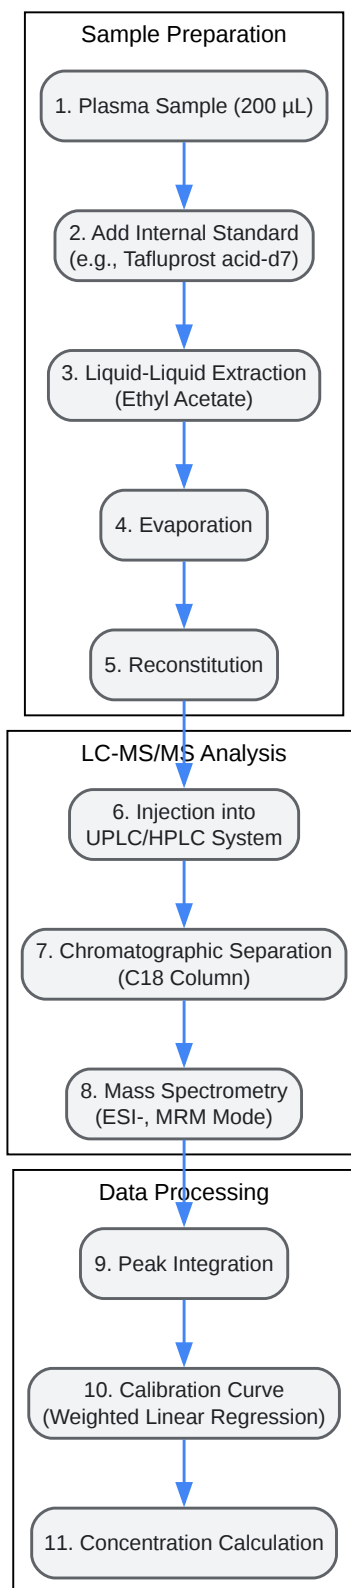 Sample Preparation
1. Plasma Sample (200 µL)
2. Add Internal Standard
(e.g., Tafluprost acid-d7)
3. Liquid-Liquid Extraction
(Ethyl Acetate)
4. Evaporation
5. Reconstitution
LC-MS/MS Analysis
6. Injection into
UPLC/HPLC System
7. Chromatographic Separation
(C18 Column)
8. Mass Spectrometry
(ESI-, MRM Mode)
Data Processing
9. Peak Integration
10. Calibration Curve
(Weighted Linear Regression)
11. Concentration Calculation